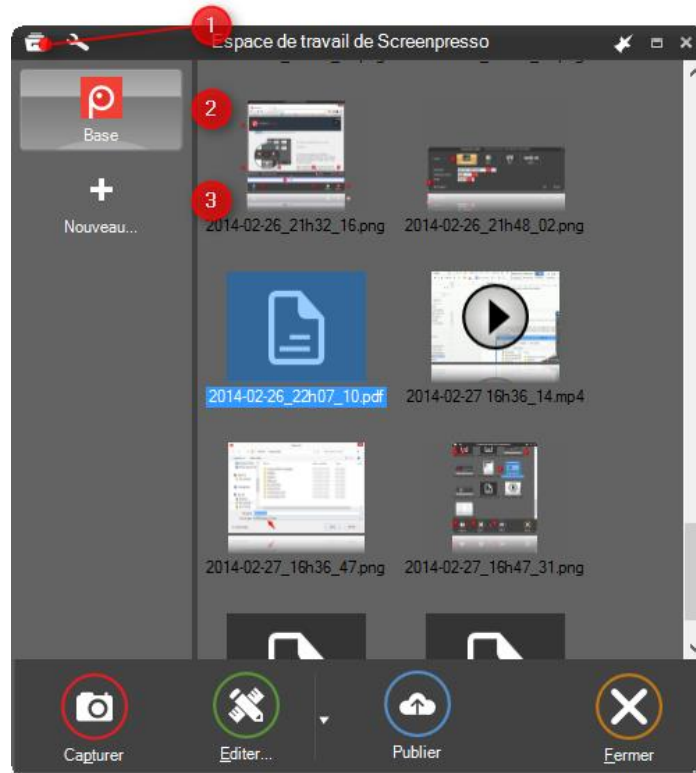 1
Espace de travail de Screenpresso
Base
2
Nouveau...
3
2014-02-26_21h32_16.png
2014-02-26_21h48_02.png
2014-02-26_22h07_10.pdf
2014-02-27 16h36_14.mp4
2014-02-27_16h36_47.png
2014-02-27_16h47_31.png
Capturer
Editer...
Publier
Fermer